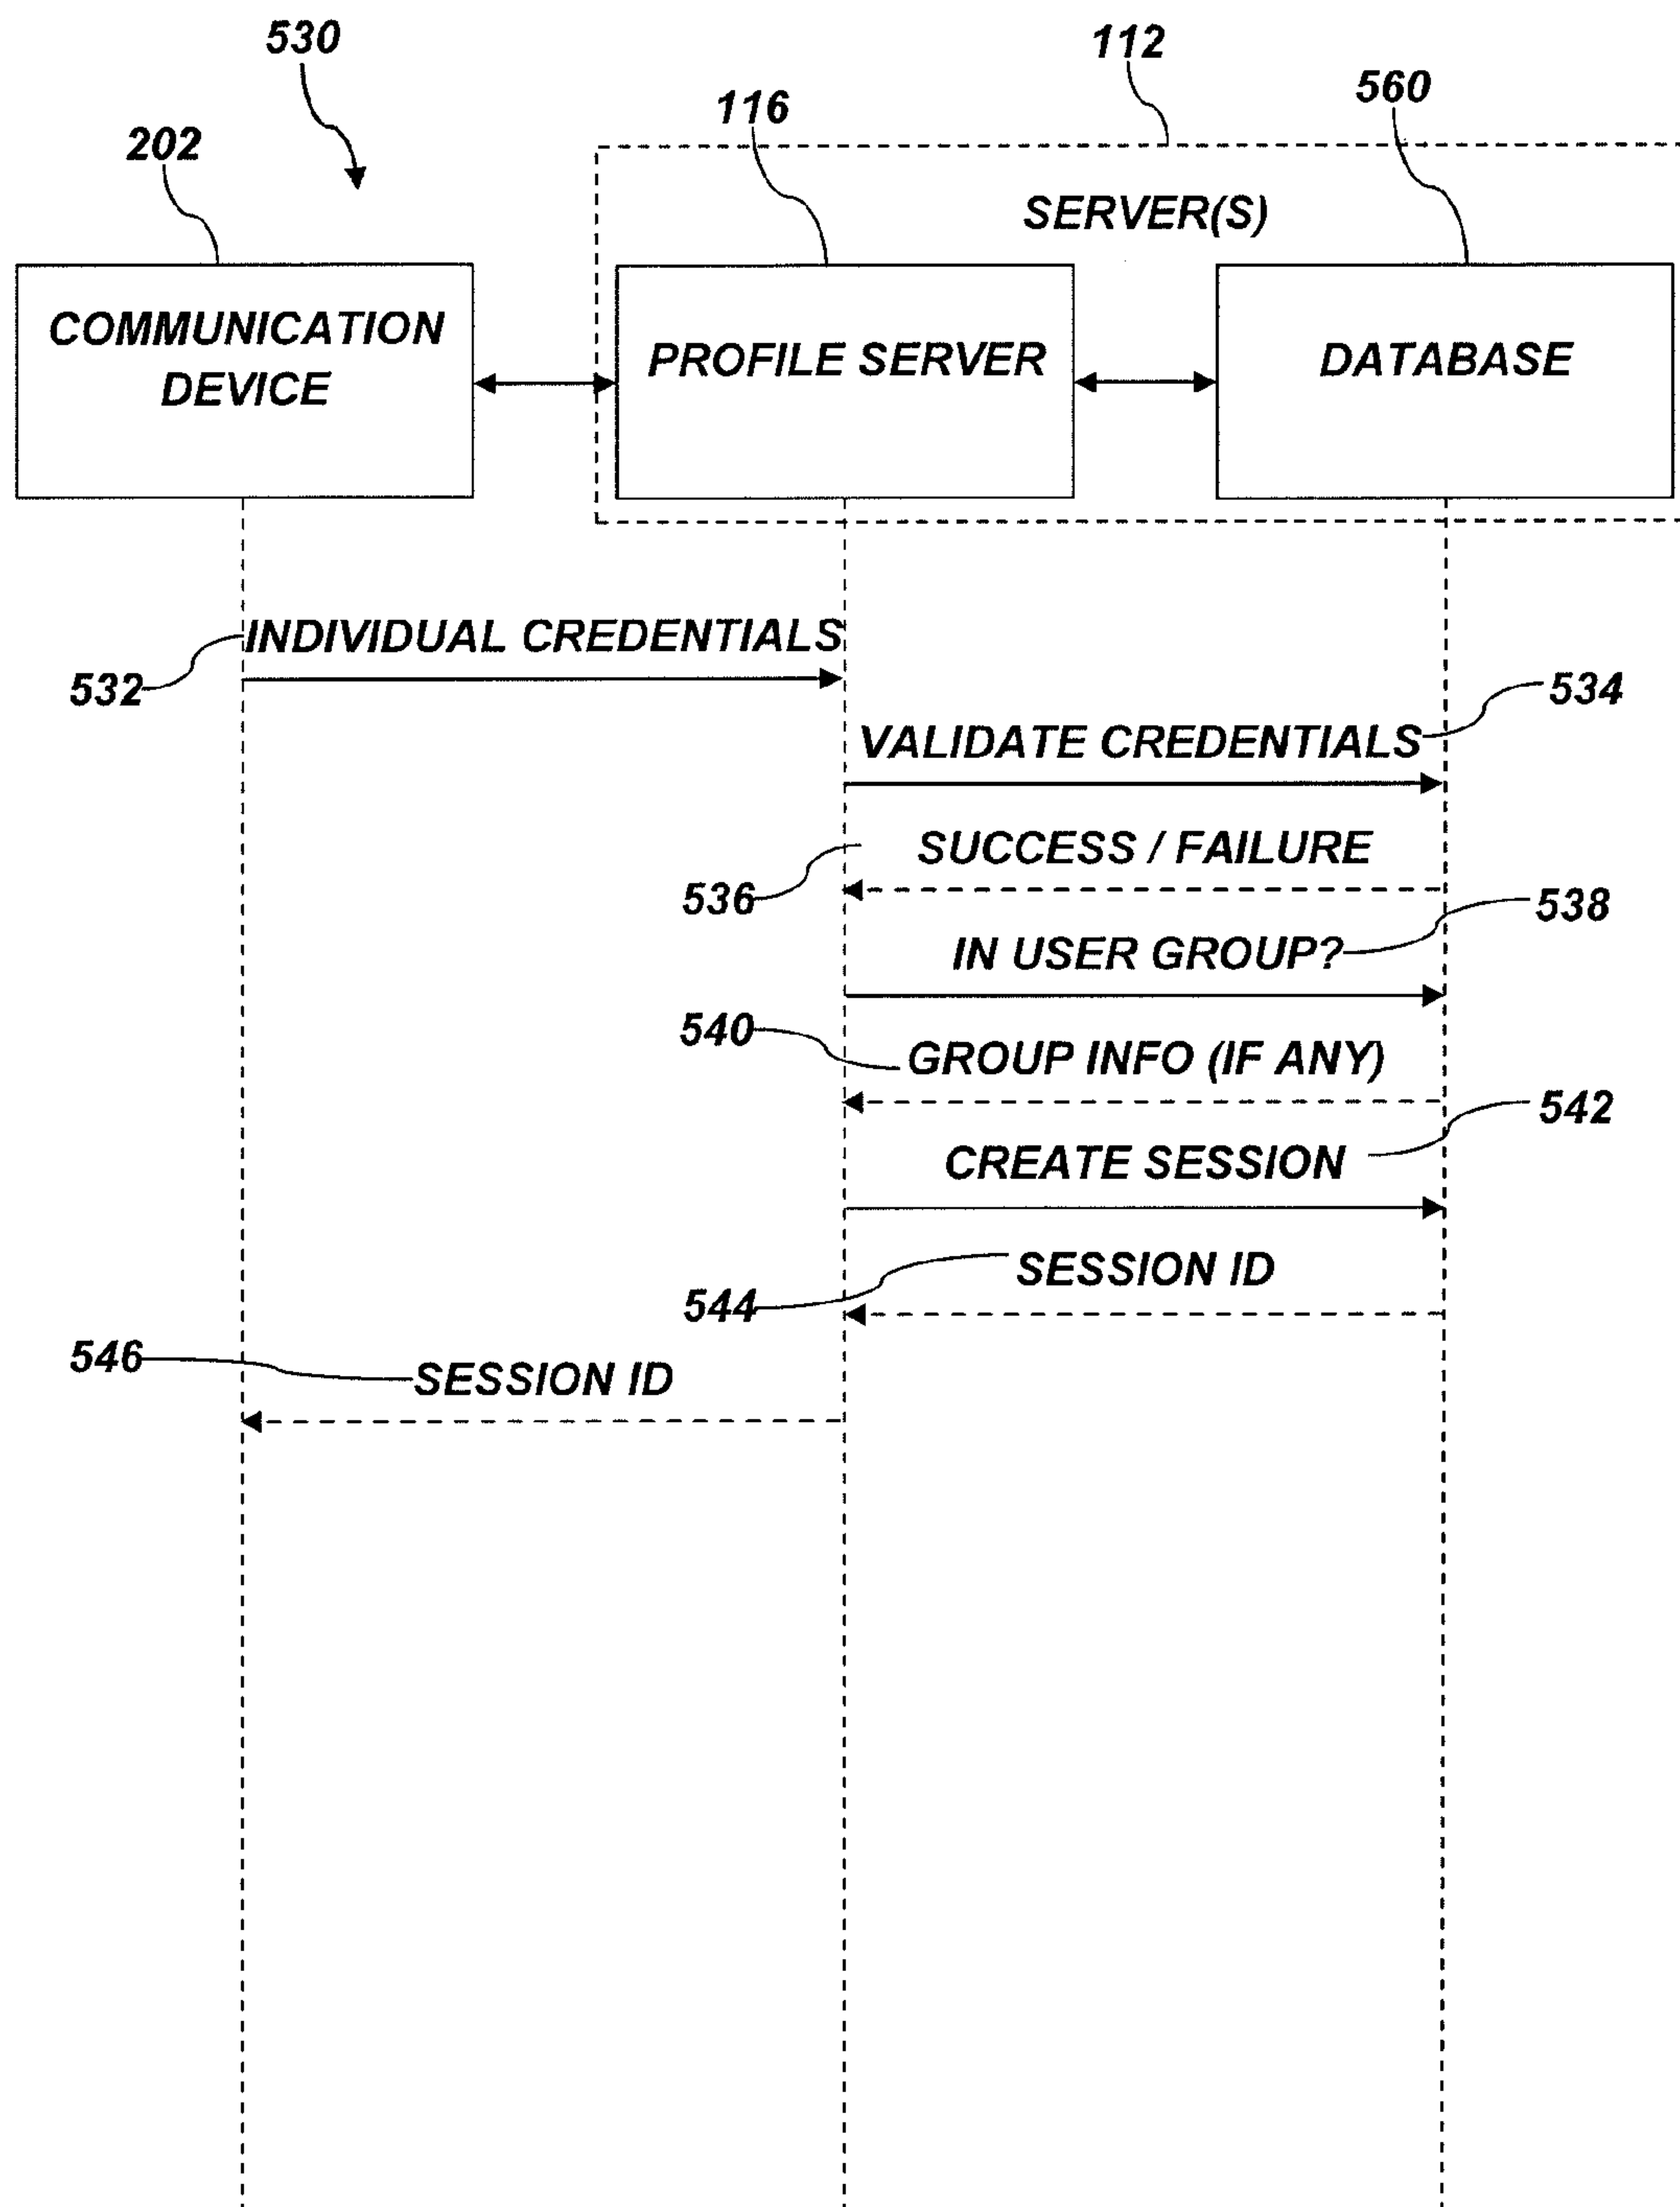 530
112
560
116
202
SERVER(S)
COMMUNICATION
DEVICE
PROFILE SERVER
DATABASE
INDIVIDUAL CREDENTIALS
532
534
VALIDATE CREDENTIALS
SUCCESS / FAILURE
536
538
IN USER GROUP?
540
GROUP INFO (IF ANY)
542
CREATE SESSION
SESSION ID
544
546
SESSION ID